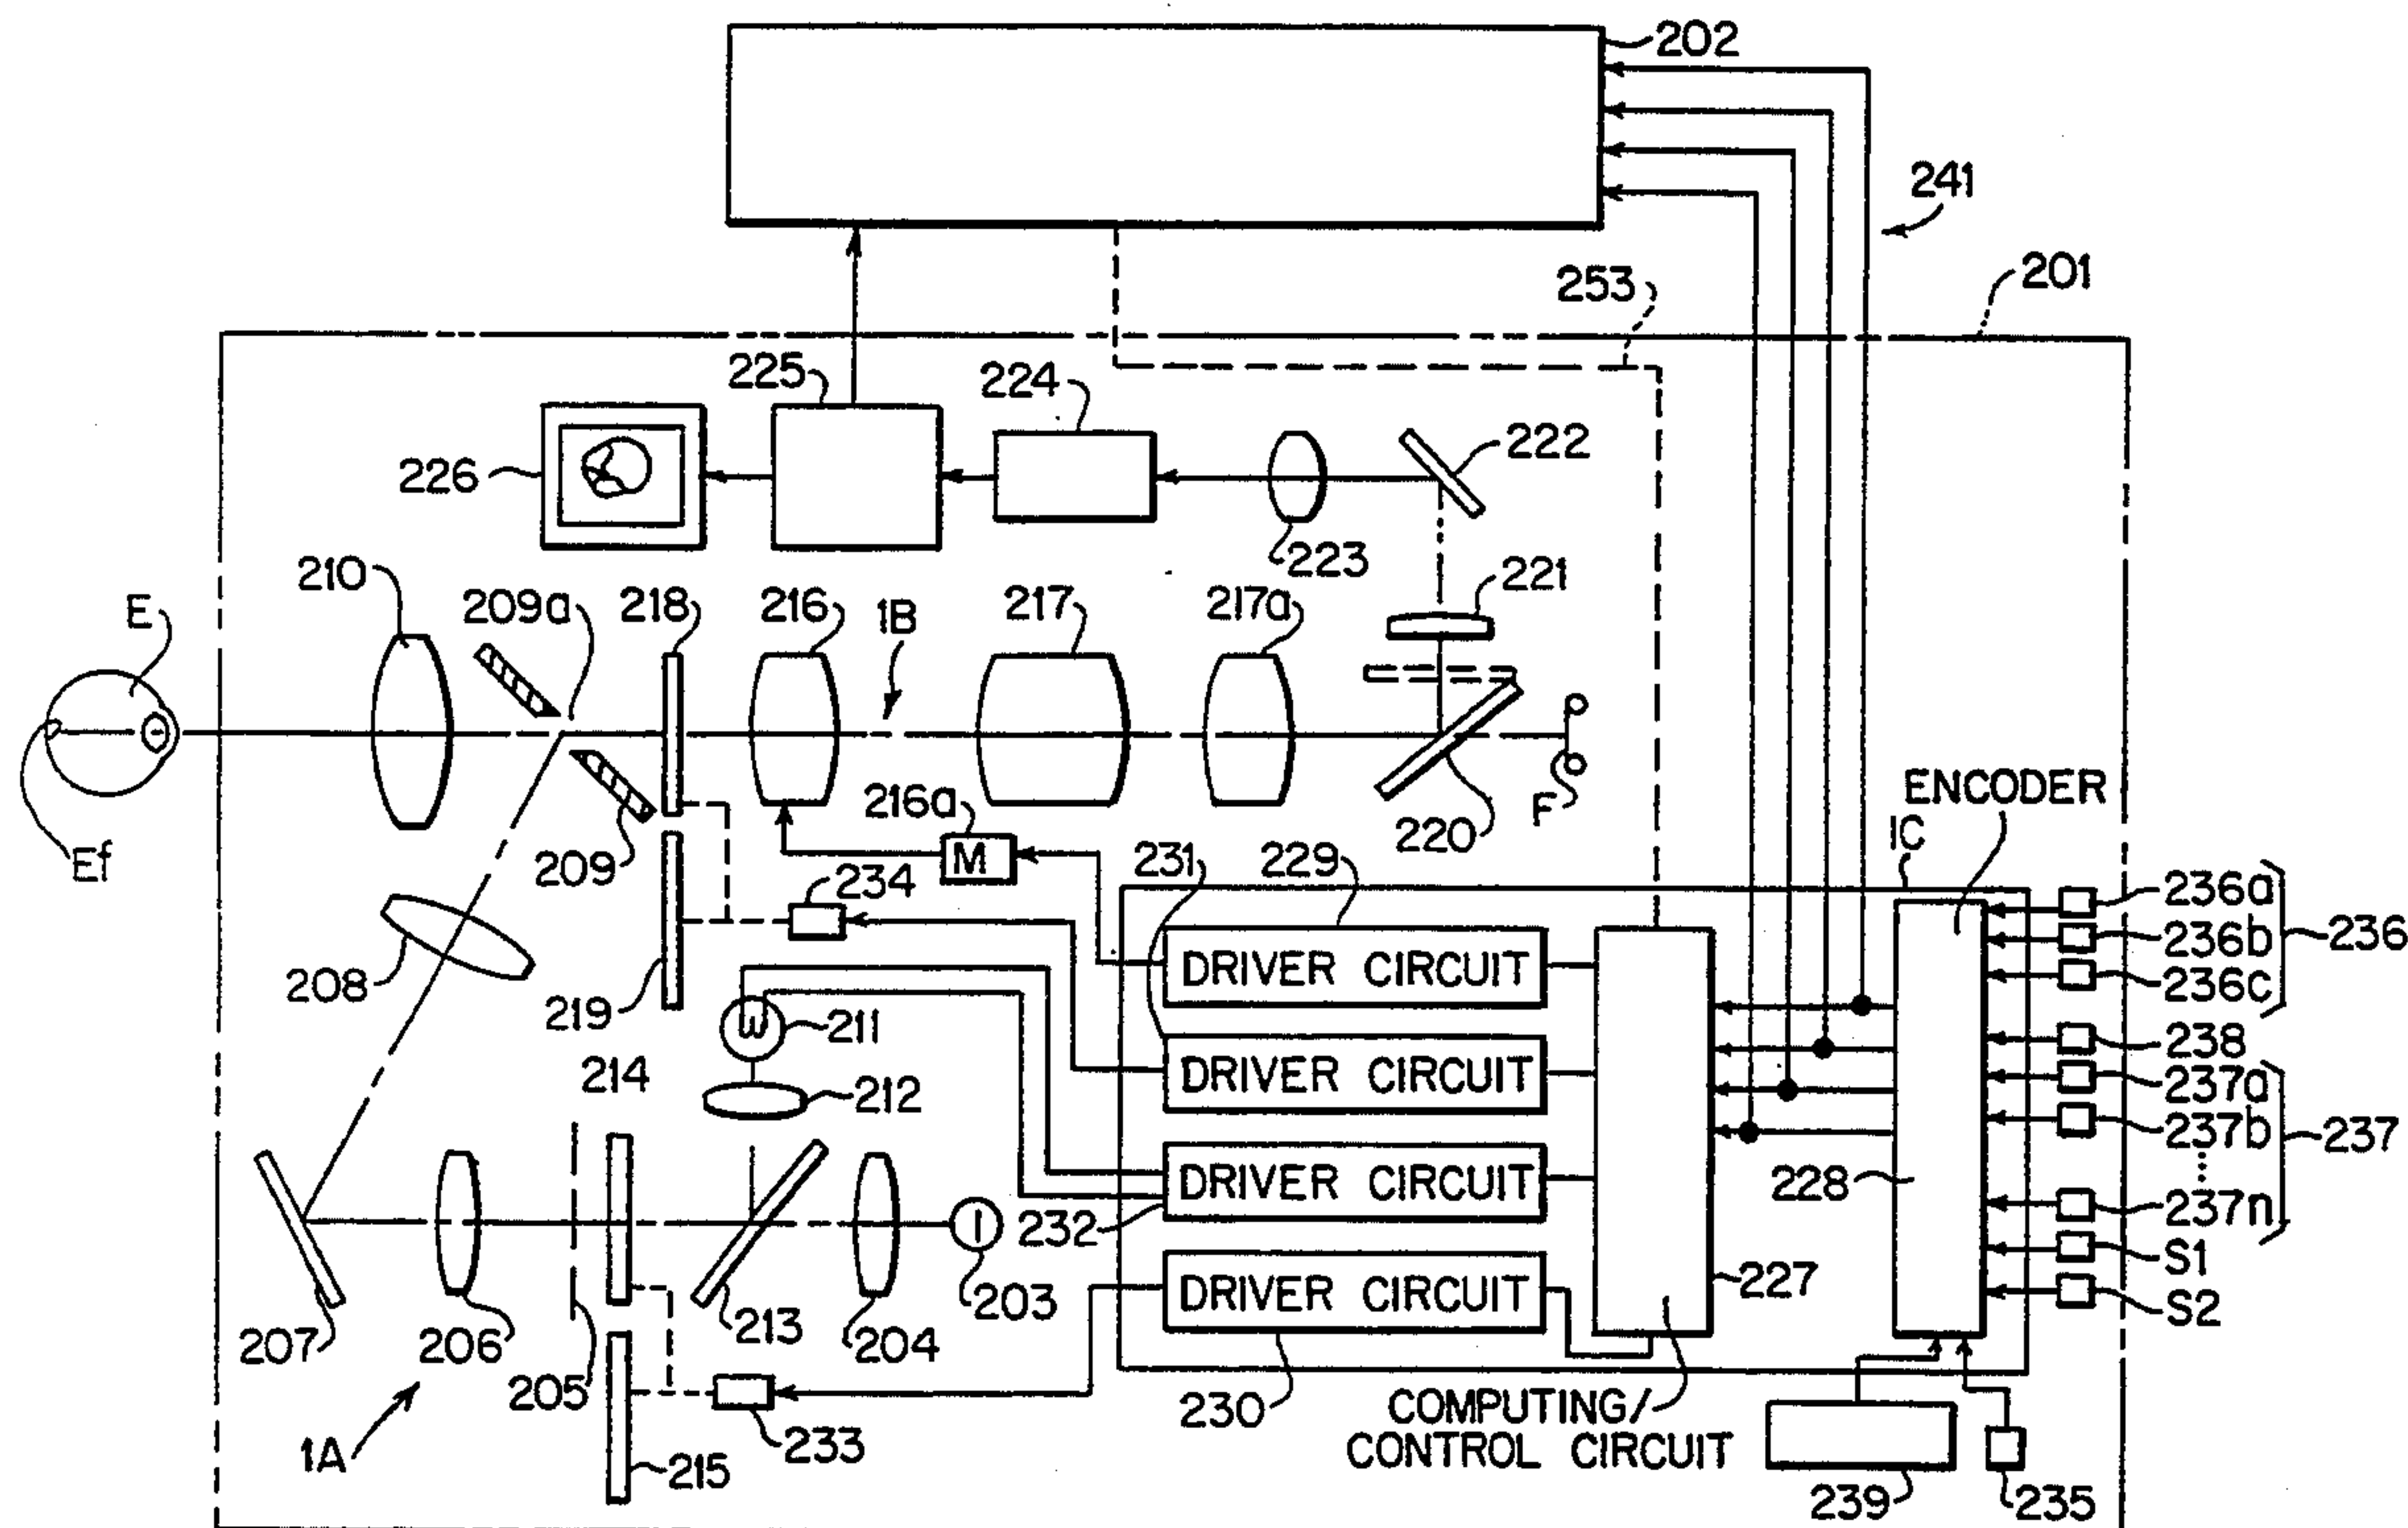 202
241
201
253
225
224
222
226
223
221
E
210
209a
218
216
1B
217
217a
Ef
209
216a
M
220
F
ENCODER
1C
208
219
234
231
229
236a
236b
236
236c
DRIVER CIRCUIT
211
238
214
212
DRIVER CIRCUIT
237a
237b
237
228
DRIVER CIRCUIT
232
237n
S1
227
S2
207
206
205
213
204
203
DRIVER CIRCUIT
1A
215
233
230
COMPUTING/
CONTROL CIRCUIT
239
235